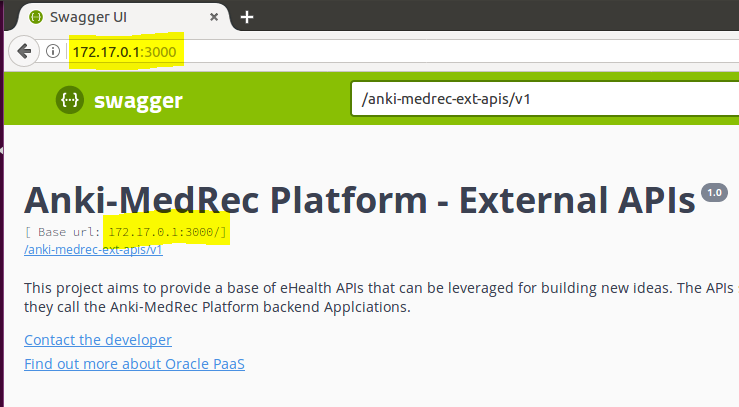 Swagger UI
172.17.0.1:3000
{··}
swagger
/anki-medrec-ext-apis/v1
Anki-MedRec Platform - External APIs 1.0
[ Base url: 172.17.0.1:3000/]
/anki-medrec-ext-apis/v1
This project aims to provide a base of eHealth APIs that can be leveraged for building new ideas. The APIs
they call the Anki-MedRec Platform backend Applciations.
Contact the developer
Find out more about Oracle PaaS